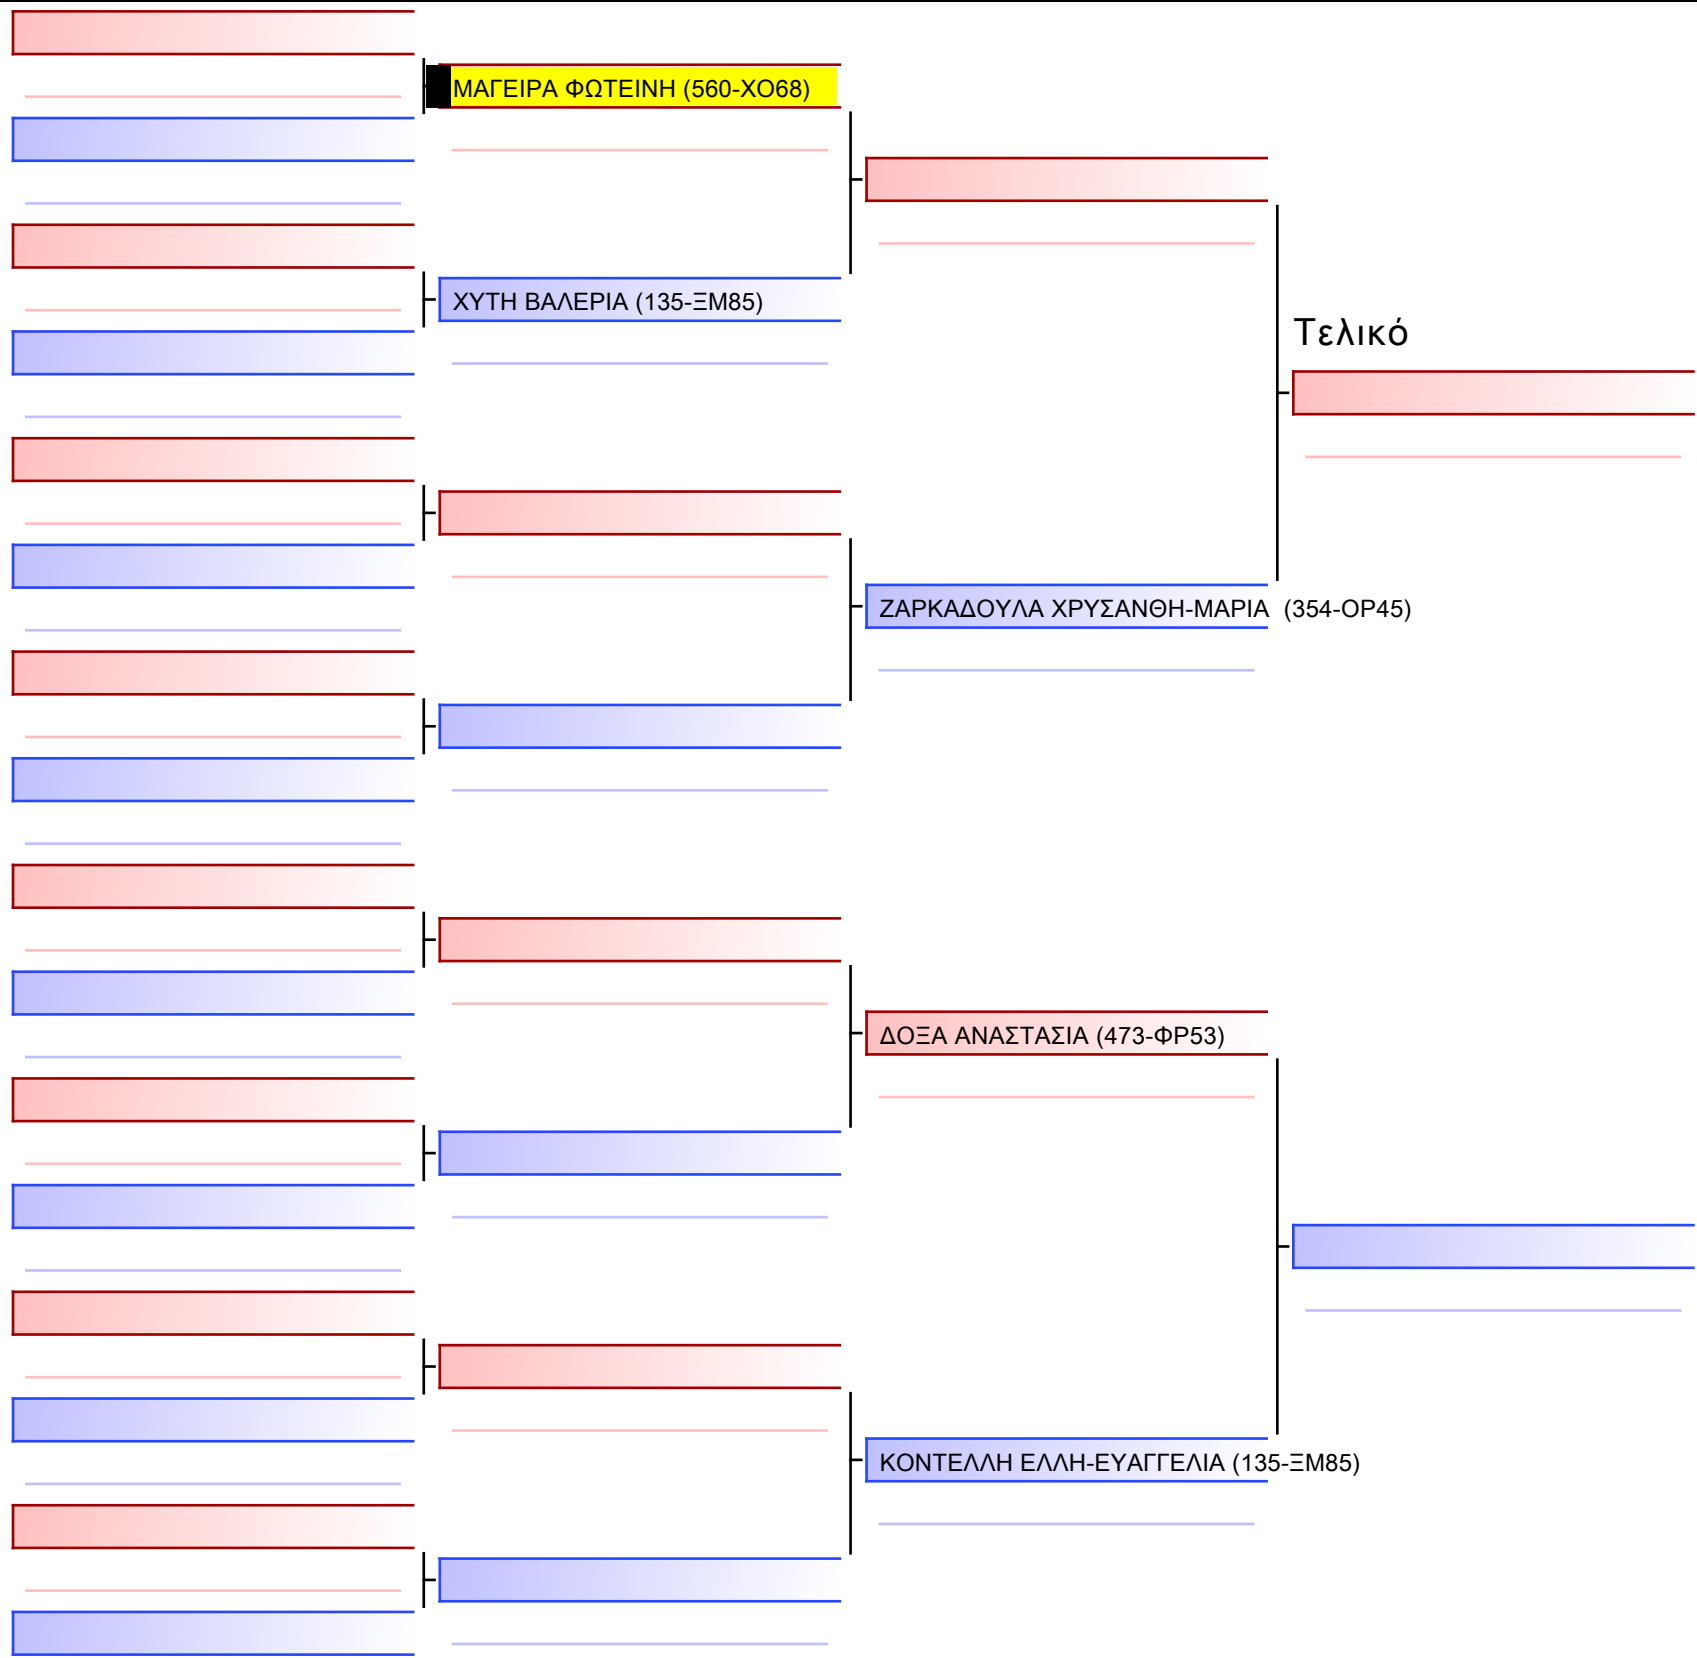 ΜΑΓΕΙΡΑ ΦΩΤΕΙΝΗ (560-ΧΟ68)
ΧΥΤΗ ΒΑΛΕΡΙΑ (135-ΞΜ85)
Τελικό
ΖΑΡΚΑΔΟΥΛΑ ΧΡΥΣΑΝΘΗ-ΜΑΡΙΑ (354-ΟΡ45)
ΔΟΞΑ ΑΝΑΣΤΑΣΙΑ (473-ΦΡ53)
ΚΟΝΤΕΛΛΗ ΕΛΛΗ-ΕΥΑΓΓΕΛΙΑ (135-ΞΜ85)